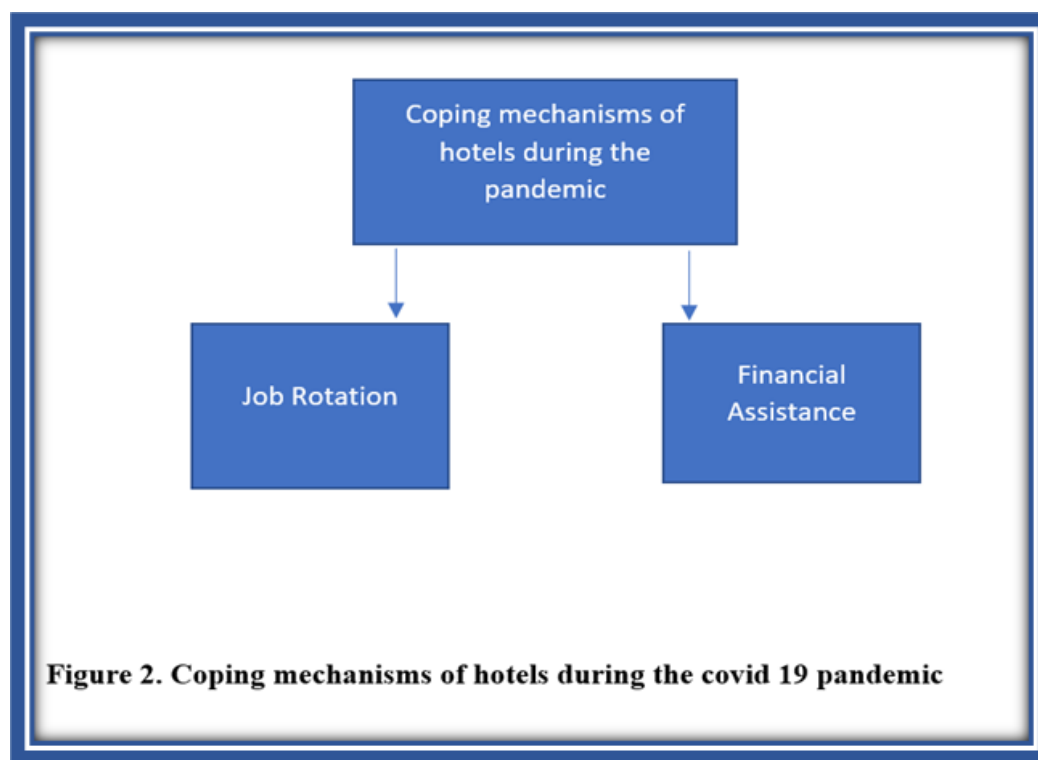 Coping mechanisms of
hotels during the
pandemic
Job Rotation
Financial
Assistance
Figure 2. Coping mechanisms of hotels during the covid 19 pandemic